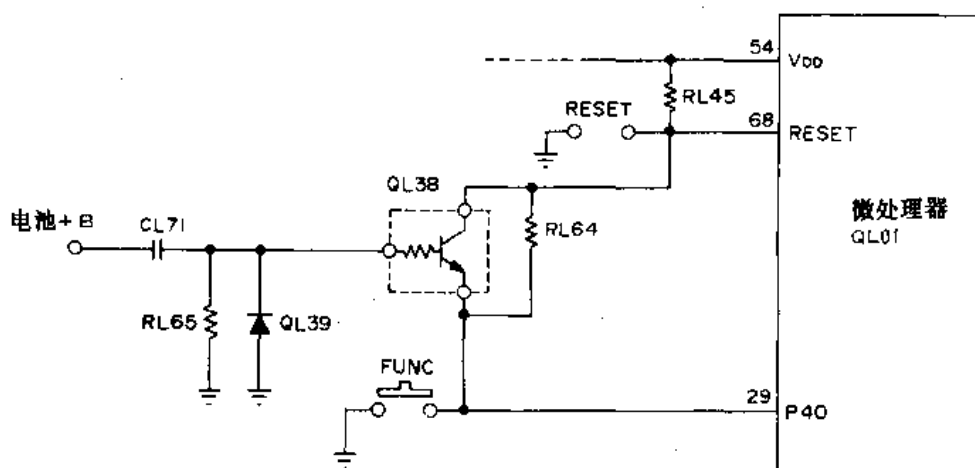 54
VDD
RL45
RESET
68
RESET
QL38
电池+B
CL71
RL64
微处理器
QL01
RL65
QL39
FUNC
29
P40